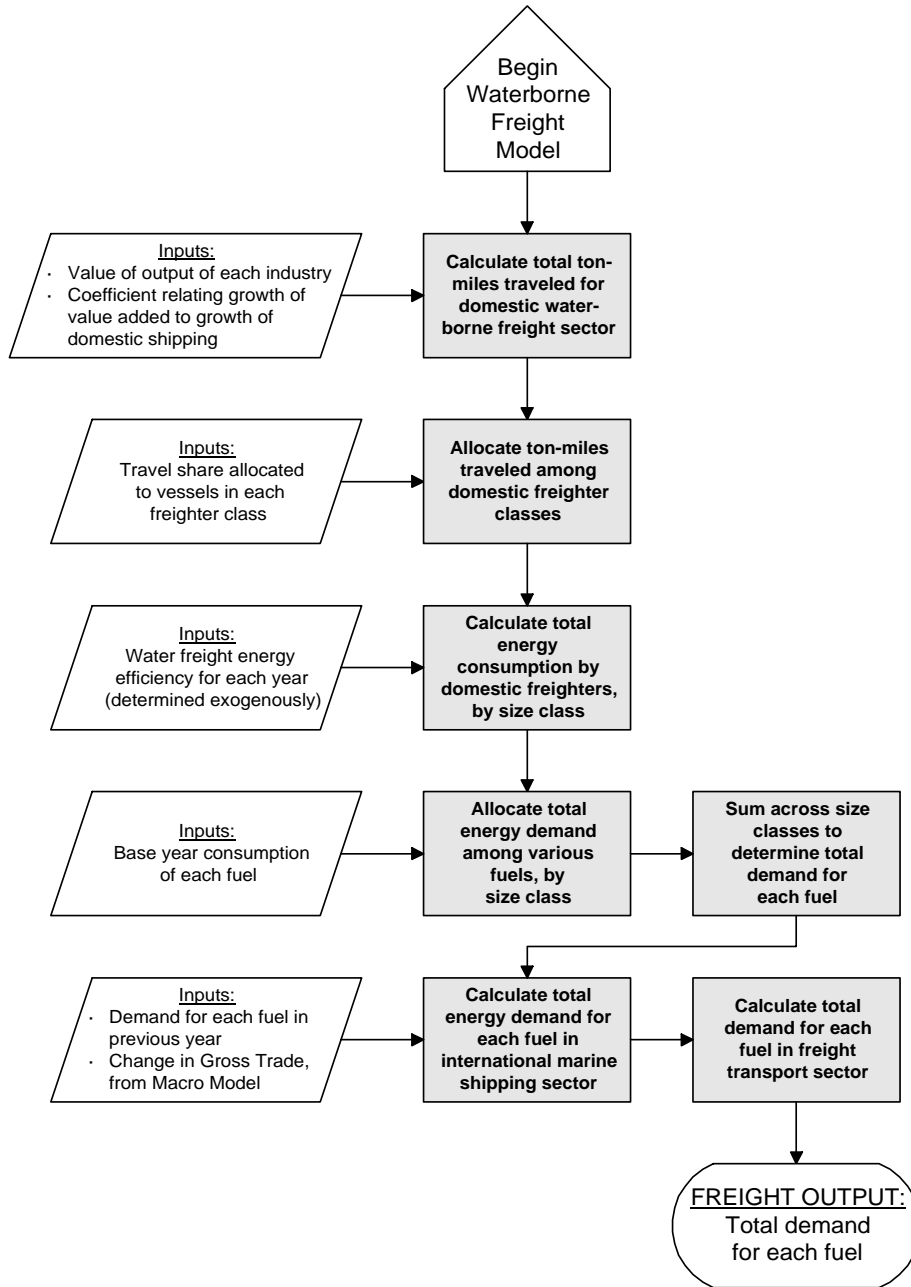 Begin
Waterborne
Freight
Model
Inputs:
· Value of output of each industry
· Coefficient relating growth of
value added to growth of
domestic shipping
Calculate total ton-
miles traveled for
domestic water-
borne freight sector
Inputs:
Travel share allocated
to vessels in each
freighter class
Allocate ton-miles
traveled among
domestic freighter
classes
Inputs:
Water freight energy
efficiency for each year
(determined exogenously)
Calculate total
energy
consumption by
domestic freighters,
by size class
Inputs:
Base year consumption
of each fuel
Allocate total
energy demand
among various
fuels, by
size class
Sum across size
classes to
determine total
demand for
each fuel
Inputs:
· Demand for each fuel in
previous year
· Change in Gross Trade,
from Macro Model
Calculate total
energy demand for
each fuel in
international marine
shipping sector
Calculate total
demand for each
fuel in freight
transport sector
FREIGHT OUTPUT:
Total demand
for each fuel